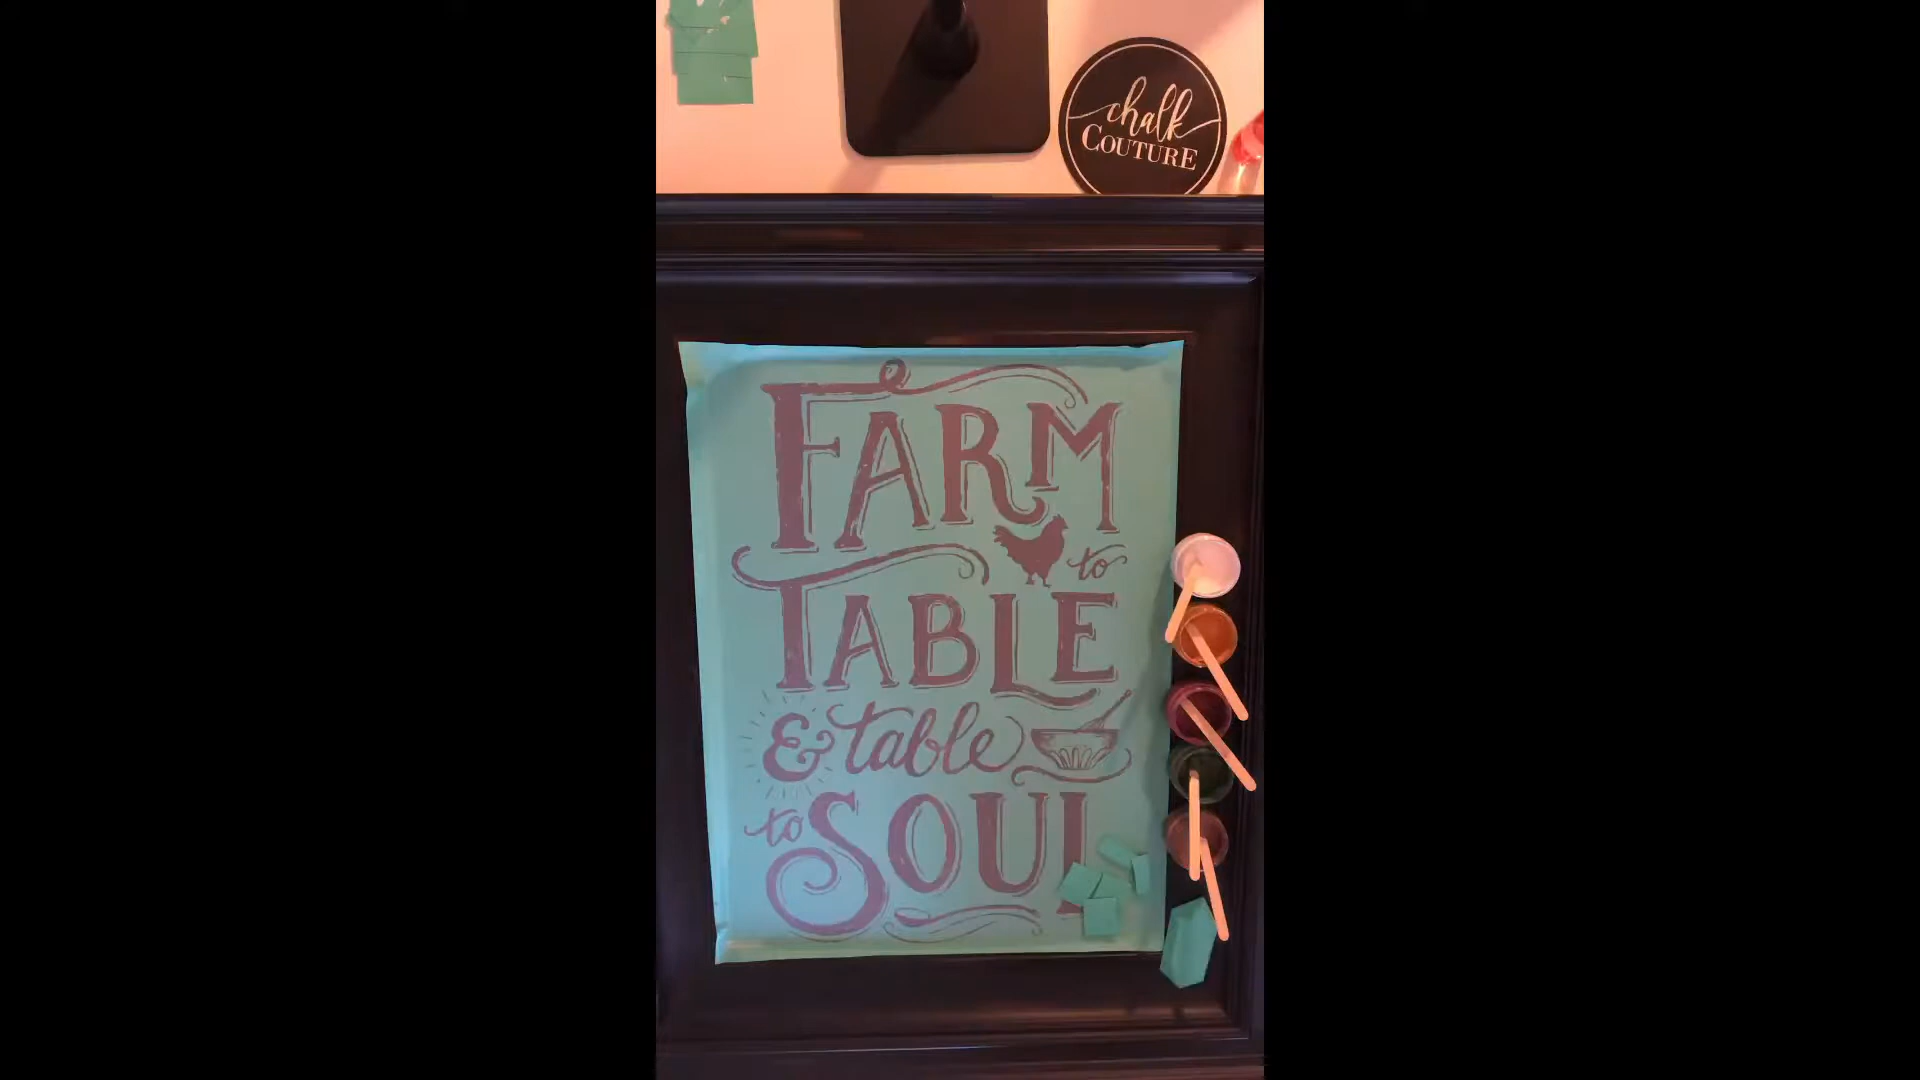 chalk
COUTURE
FARM
to
TABLE
& table
to SOUL